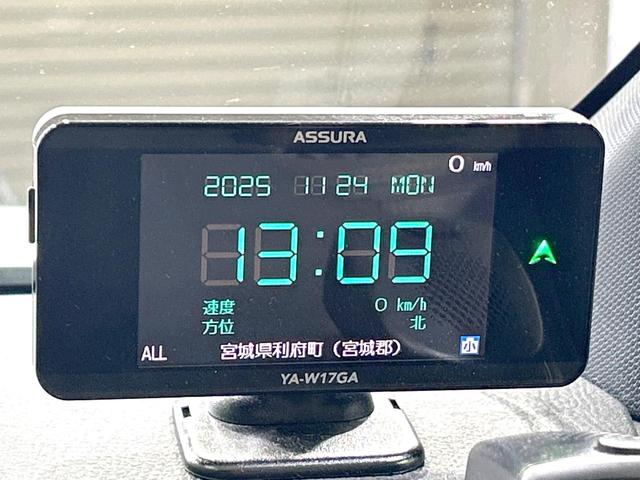 ASSURA
0 km/h
2025 11 24 MON
13:09
速度 0 km/h
方位 北
ALL 宮城県利府町(宮城郡) 小
YA-W17GA